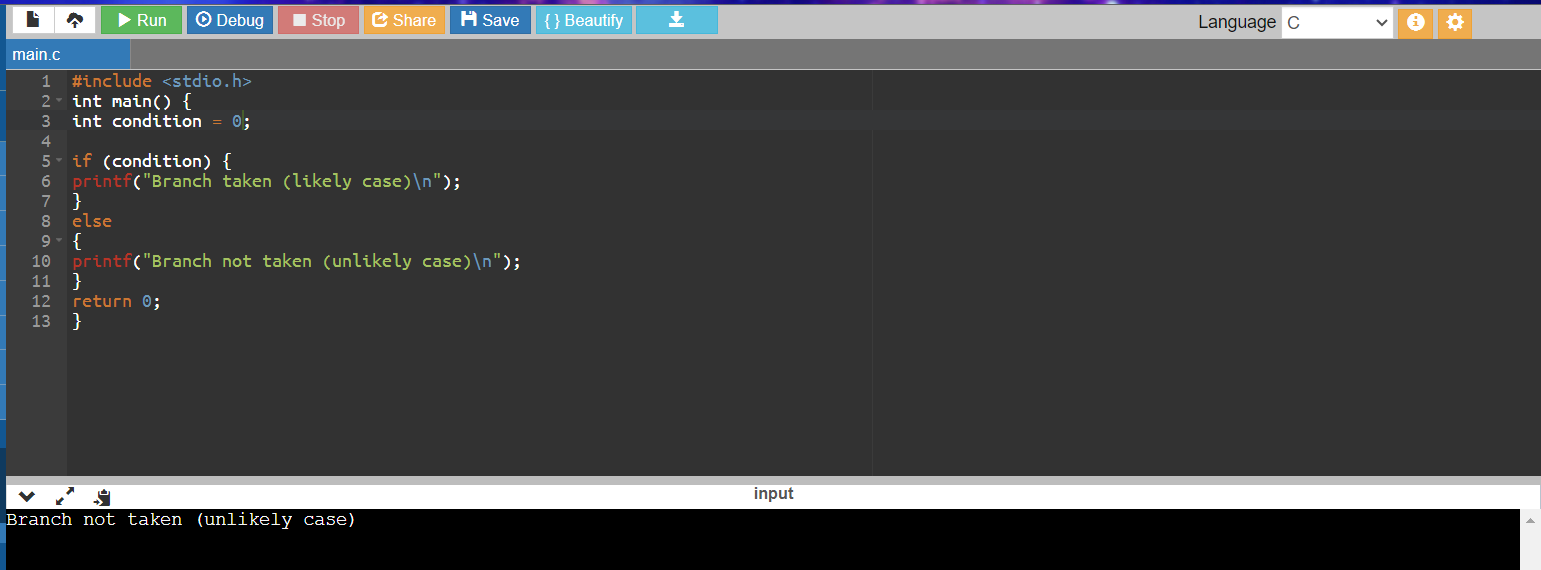 Run Debug Stop Share Save { } Beautify Language C
main.c
1 #include <stdio.h>
2 int main() {
3 int condition = 0;
4
5 if (condition) {
6 printf("Branch taken (likely case)\n");
7 }
8 else
9 {
10 printf("Branch not taken (unlikely case)\n");
11 }
12 return 0;
13 }
input
Branch not taken (unlikely case)